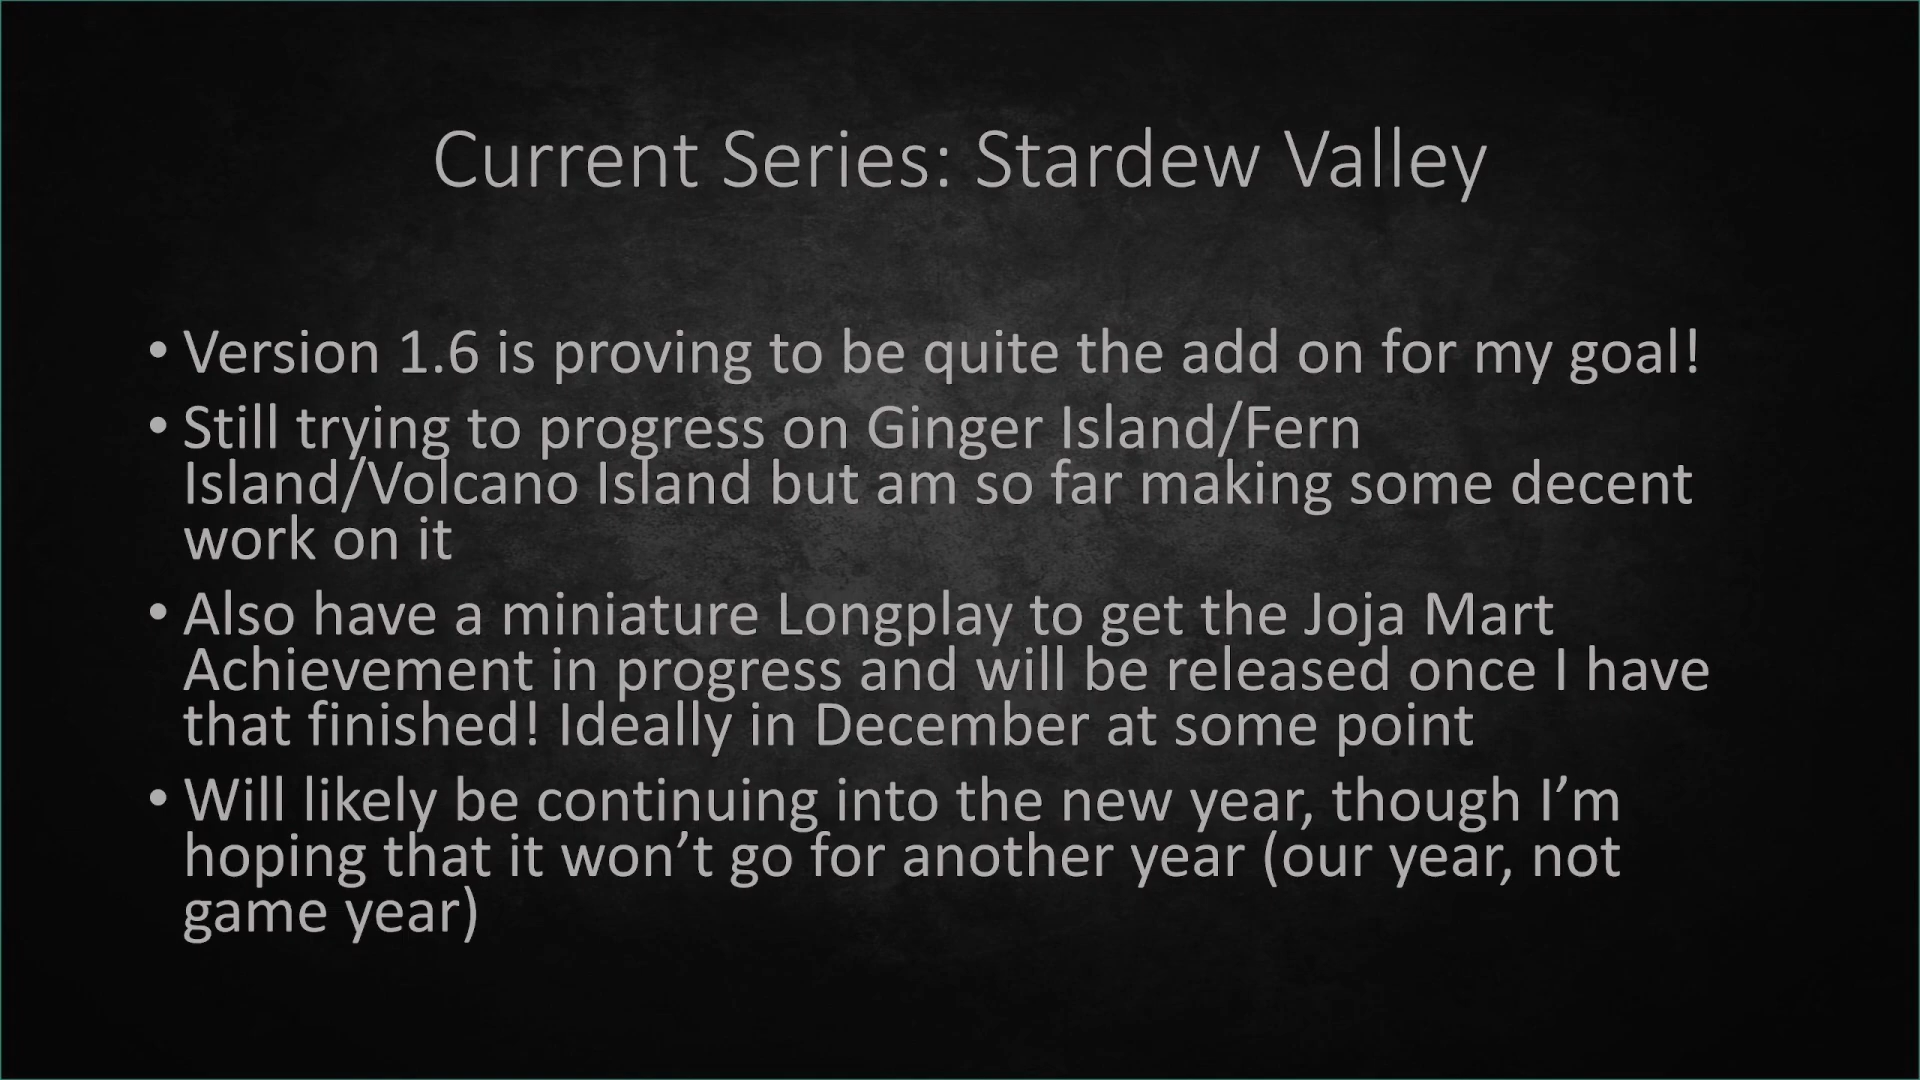 Current Series: Stardew Valley
• Version 1.6 is proving to be quite the add on for my goal!
• Still trying to progress on Ginger Island/Fern
Island/Volcano Island but am so far making some decent
work on it
• Also have a miniature Longplay to get the Joja Mart
Achievement in progress and will be released once I have
that finished! Ideally in December at some point
• Will likely be continuing into the new year, though I’m
hoping that it won’t go for another year (our year, not
game year)